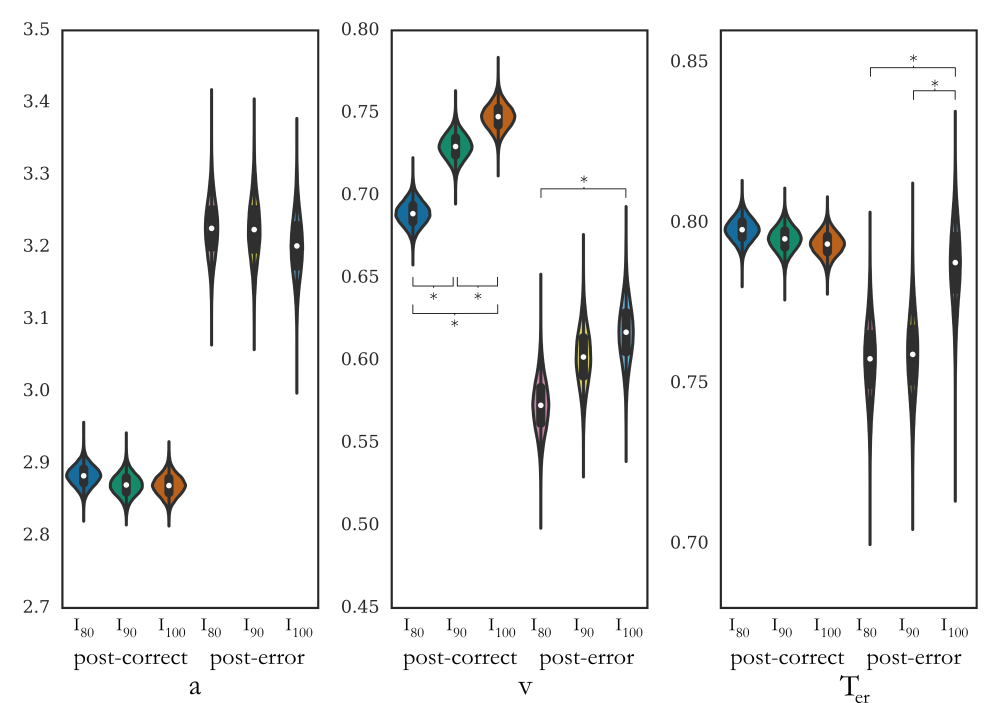 3.5
3.4
3.3
3.2
3.1
3.0
2.9
2.8
2.7
I80 I90 I100 I80 I90 I100
post-correct post-error
a
0.80
0.75
0.70
0.65
0.60
0.55
0.50
0.45
*
* *
*
I80 I90 I100 I80 I90 I100
post-correct post-error
v
0.85
0.80
0.75
0.70
*
*
I80 I90 I100 I80 I90 I100
post-correct post-error
Ter